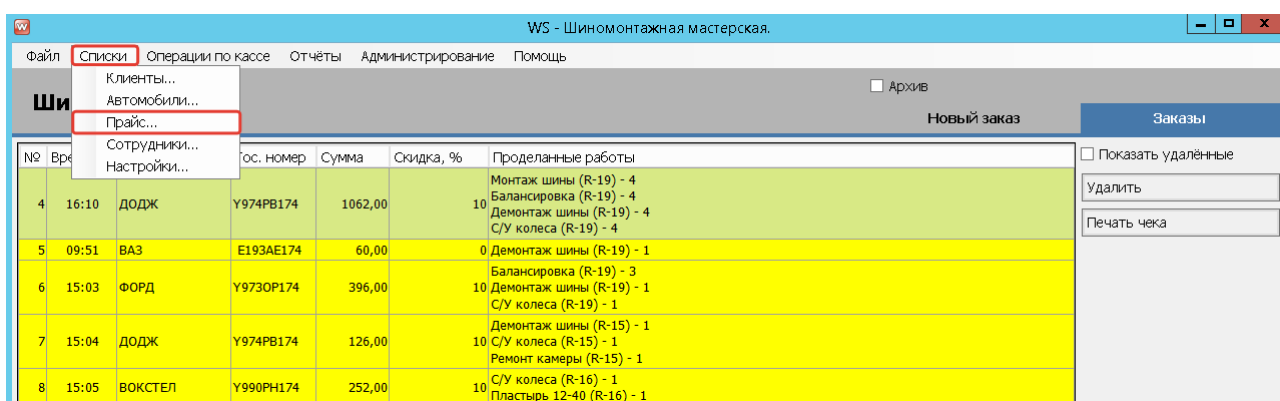 WS - Шиномонтажная мастерская.
Файл Списки Операции по кассе Отчёты Администрирование Помощь
Клиенты...
Автомобили...
Прайс...
Сотрудники...
Настройки...
Архив
Новый заказ Заказы
№ Гос. номер Сумма Скидка, % Проделанные работы
Показать удалённые
Удалить
Печать чека
4 16:10 ДОДЖ Y974PB174 1062,00 10
Монтаж шины (R-19) - 4
Балансировка (R-19) - 4
Демонтаж шины (R-19) - 4
С/У колеса (R-19) - 4
5 09:51 ВАЗ E193AE174 60,00 0 Демонтаж шины (R-19) - 1
6 15:03 ФОРД Y973OP174 396,00 10
Балансировка (R-19) - 3
Демонтаж шины (R-19) - 1
С/У колеса (R-19) - 1
7 15:04 ДОДЖ Y974PB174 126,00 10
Демонтаж шины (R-15) - 1
С/У колеса (R-15) - 1
Ремонт камеры (R-15) - 1
8 15:05 ВОКСТЕЛ Y990PH174 252,00 10
С/У колеса (R-16) - 1
Пластырь 12-40 (R-16) - 1